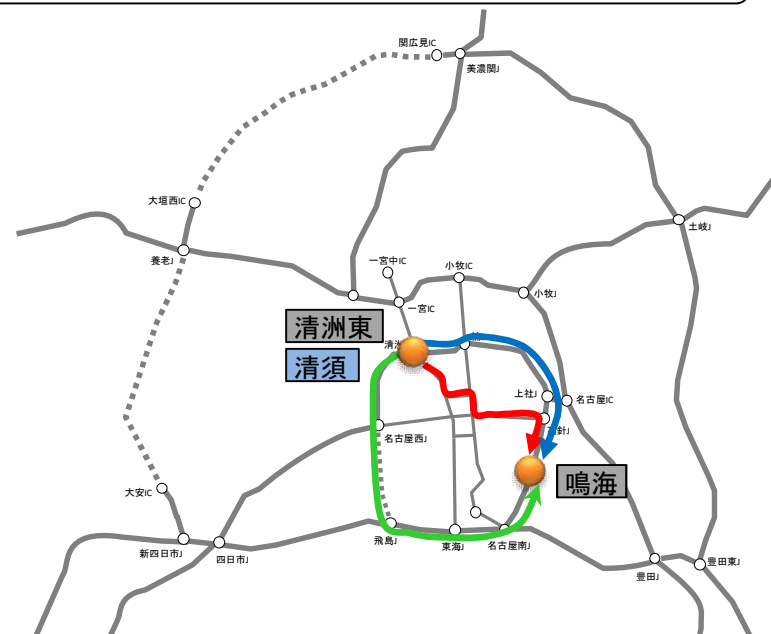 関広見IC
美濃関J
大垣西IC
土岐J
養老J
一宮中IC
小牧IC
小牧J
一宮IC
清洲東
清須
上社J
名古屋IC
名古屋西J
鳴海
大安IC
新四日市J
四日市J
飛島J
東海J
名古屋南J
豊田J
豊田東J